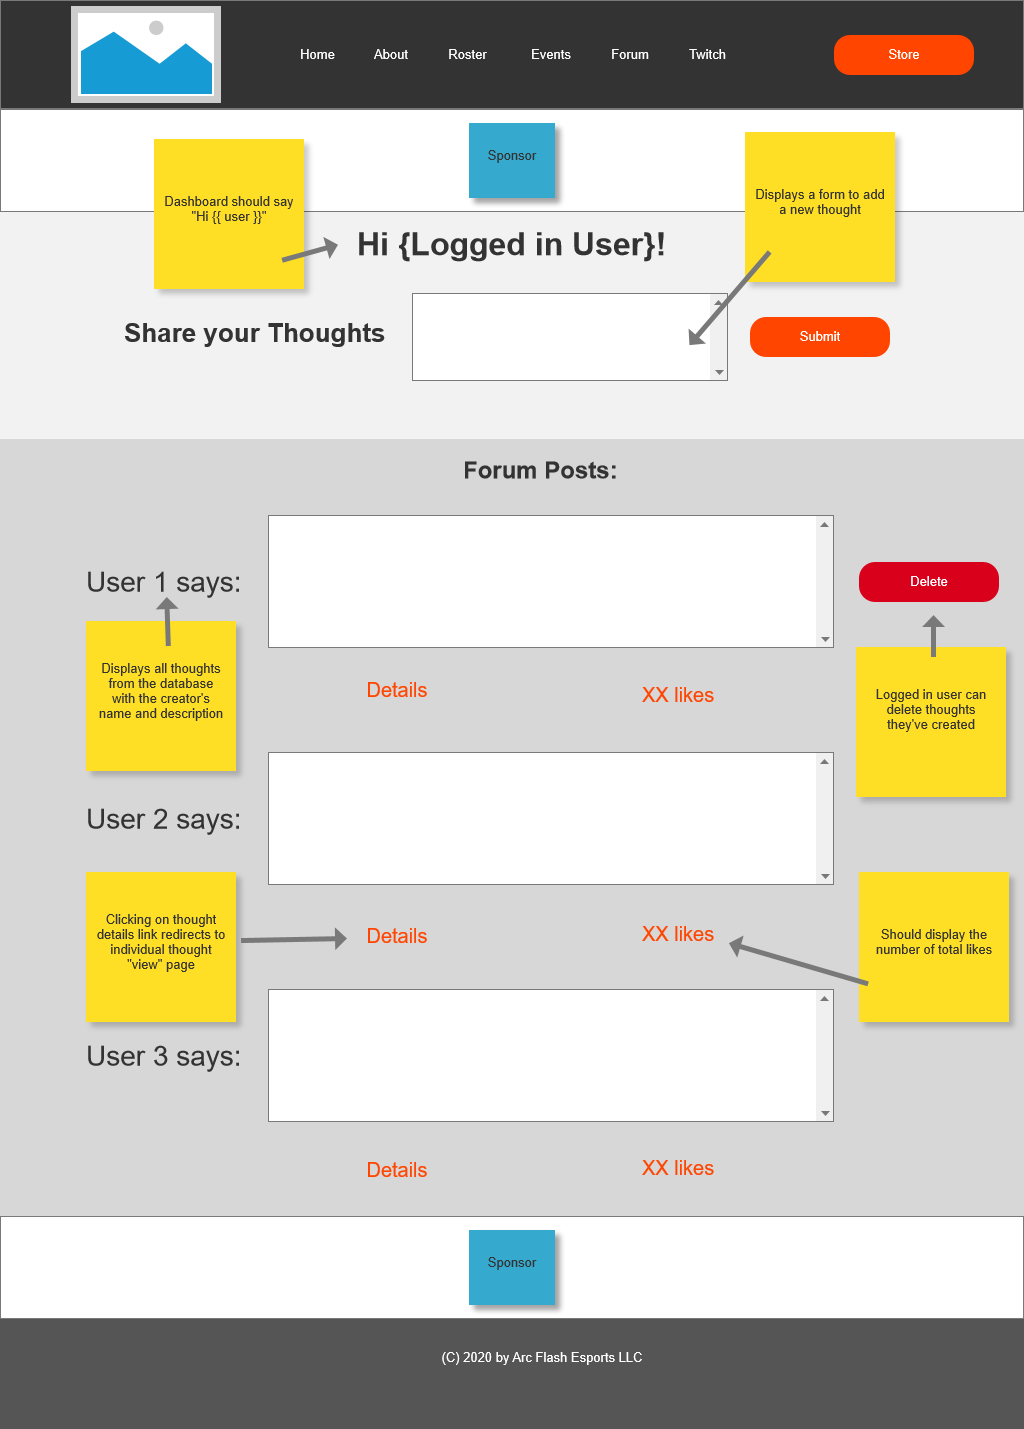 Home About Roster Events Forum Twitch Store
Sponsor
Dashboard should say
"Hi {{ user }}"
Displays a form to add
a new thought
Hi {Logged in User}!
Share your Thoughts
Submit
Forum Posts:
User 1 says:
Delete
Displays all thoughts
from the database
with the creator's
name and description
Details
XX likes
Logged in user can
delete thoughts
they've created
User 2 says:
Clicking on thought
details link redirects to
individual thought
"view" page
Details
XX likes
Should display the
number of total likes
User 3 says:
Details
XX likes
Sponsor
(C) 2020 by Arc Flash Esports LLC